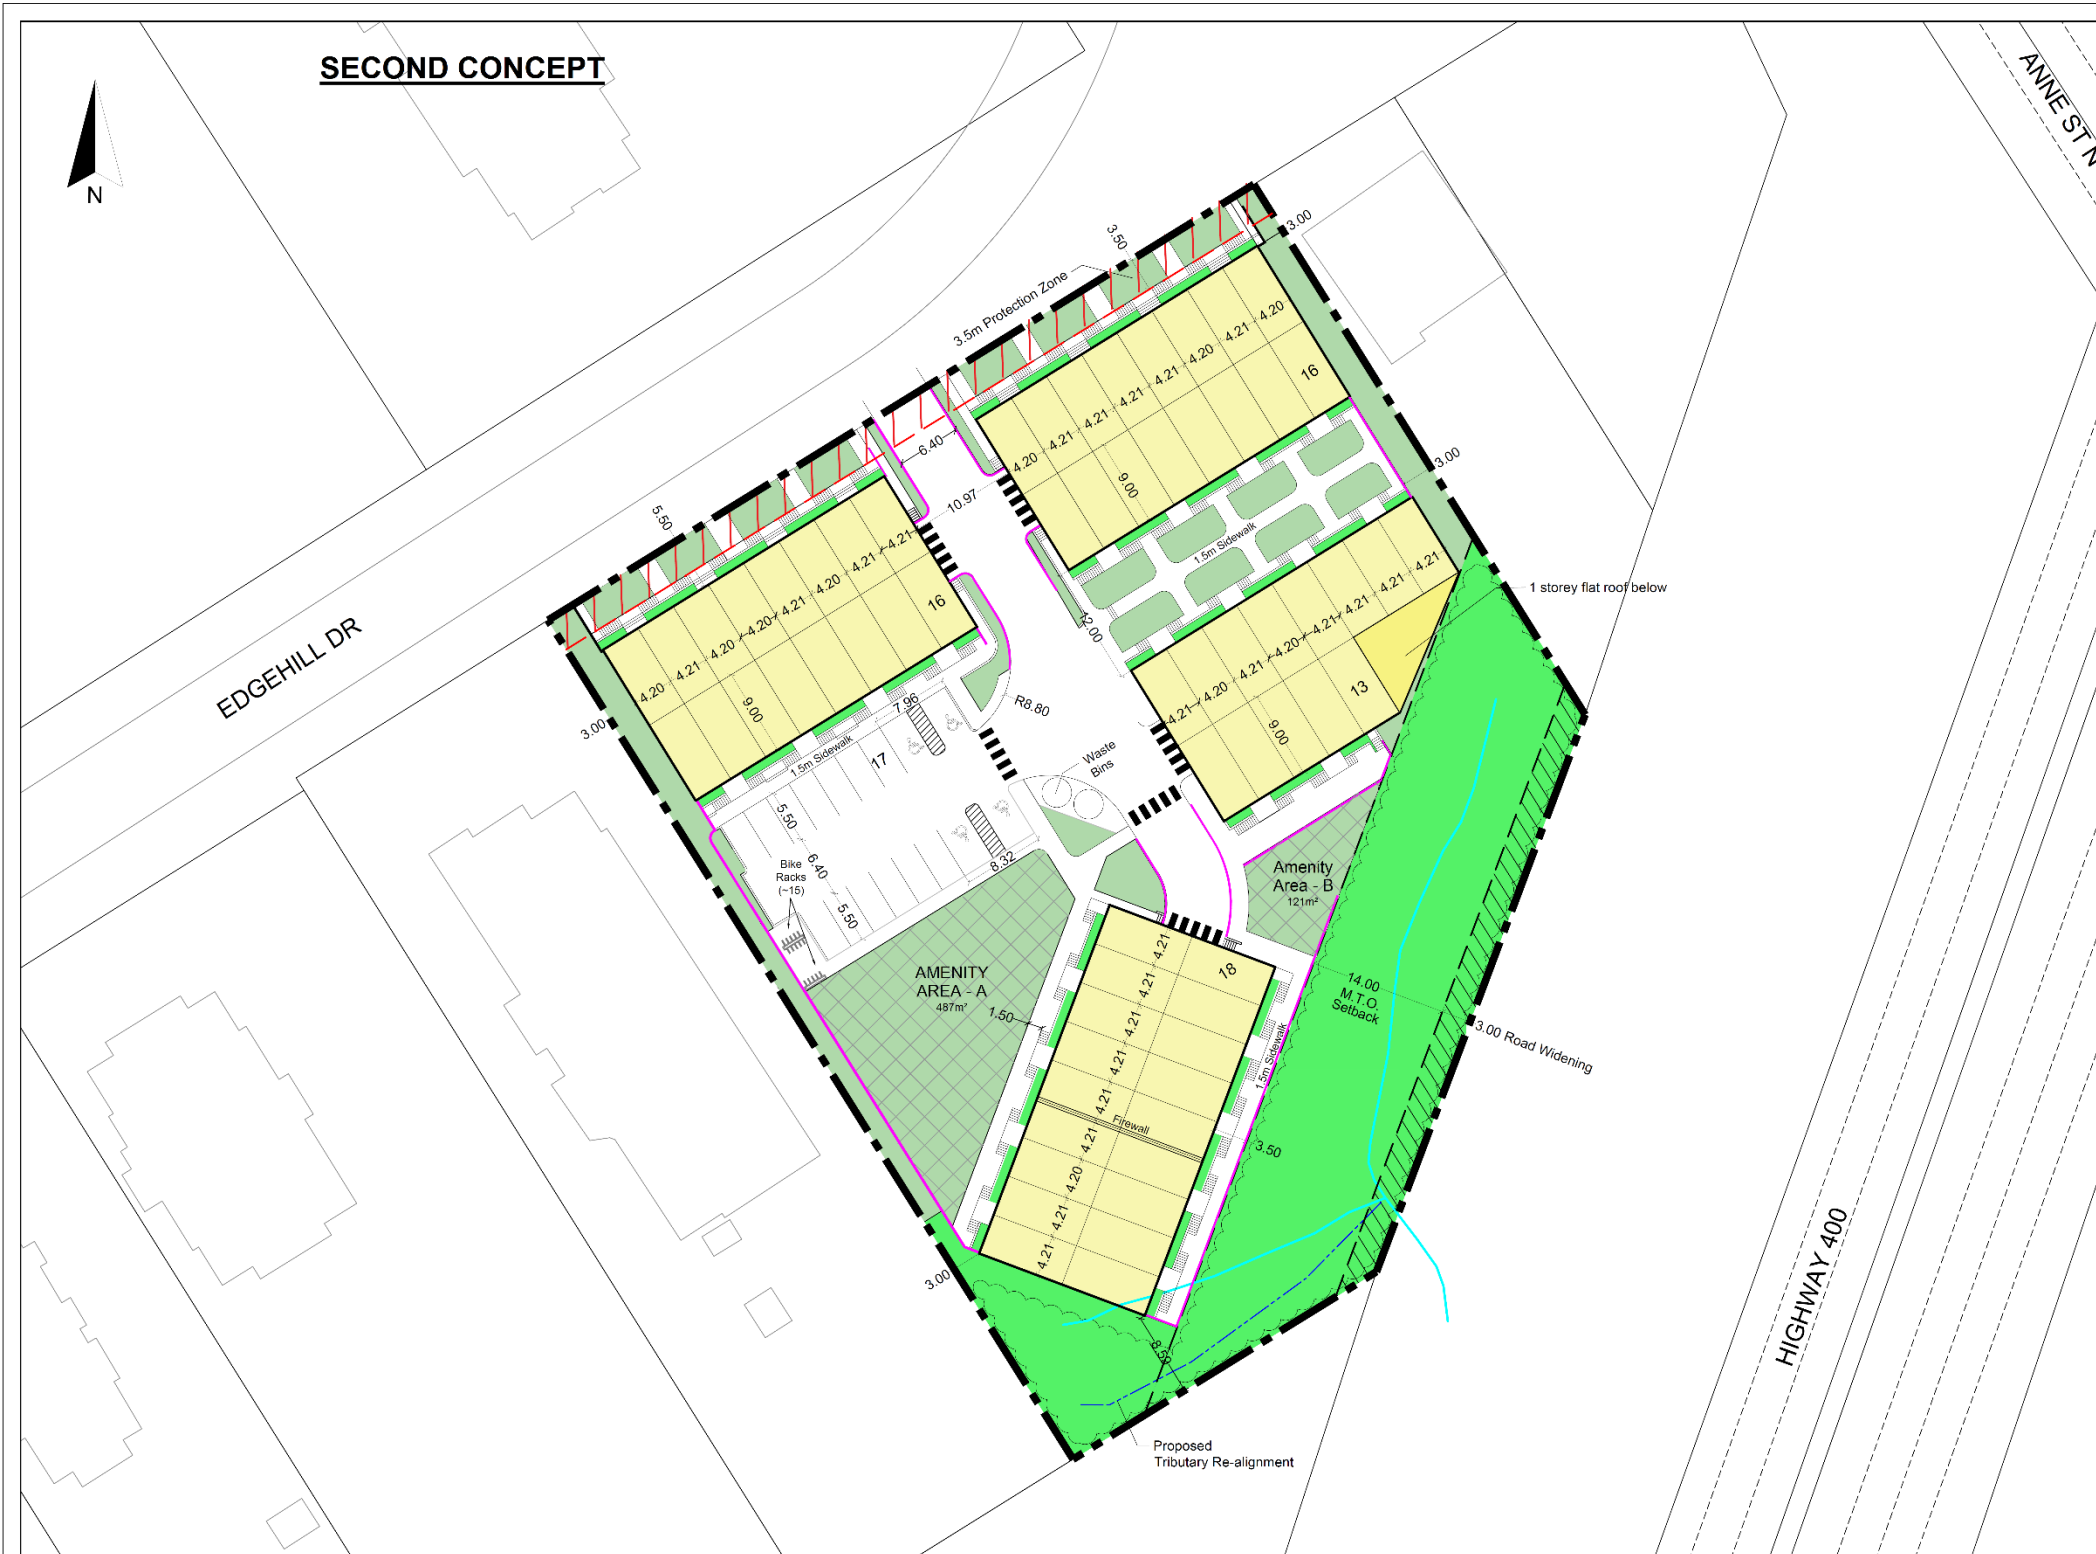 SECOND CONCEPT
N
ANNE ST N
EDGEHILL DR
HIGHWAY 400
3.50
3.00
3.5m Protection Zone
4.20
4.21
4.21
4.21
4.21
4.20
4.21
4.20
16
9.00
6.40
10.97
3.00
5.50
4.20
4.21
4.20
4.20
4.21
4.20
4.21
4.21
16
9.00
3.00
1.5m Sidewalk
12.00
4.21
4.20
4.21
4.20
4.21
4.21
4.21
4.21
13
9.00
1 storey flat roof below
7.96
R8.80
1.5m Sidewalk
17
Waste
Bins
5.50
6.40
5.50
8.32
Bike
Racks
(~15)
Amenity
Area - B
121m²
AMENITY
AREA - A
487m²
1.50
4.21
4.21
4.21
4.21
4.21
4.21
4.20
4.21
4.21
18
Firewall
1.5m Sidewalk
14.00
M.T.O.
Setback
3.00 Road Widening
3.50
3.00
8.59
Proposed
Tributary Re-alignment